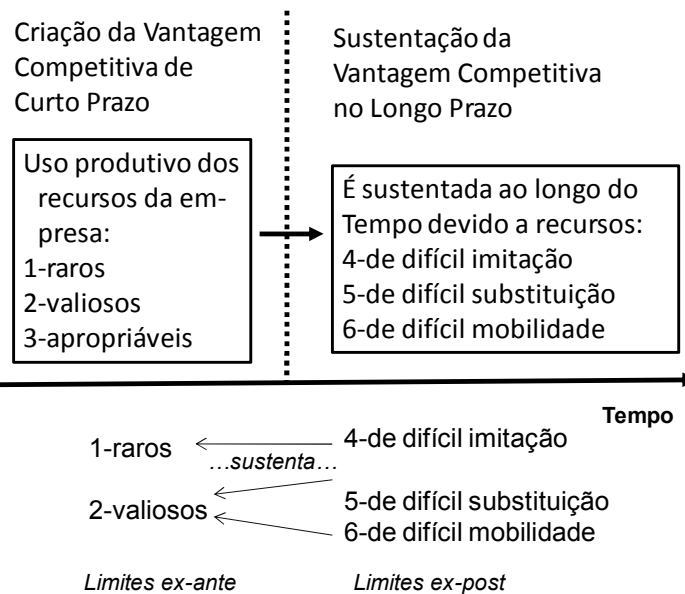 Criação da Vantagem
Competitiva de
Curto Prazo
Sustentação da
Vantagem Competitiva
no Longo Prazo
Uso produtivo dos
recursos da em-
presa:
1-raros
2-valiosos
3-apropriáveis
É sustentada ao longo do
Tempo devido a recursos:
4-de difícil imitação
5-de difícil substituição
6-de difícil mobilidade
Tempo
1-raros
4-de difícil imitação
...sustenta...
2-valiosos
5-de difícil substituição
6-de difícil mobilidade
Limites ex-ante
Limites ex-post